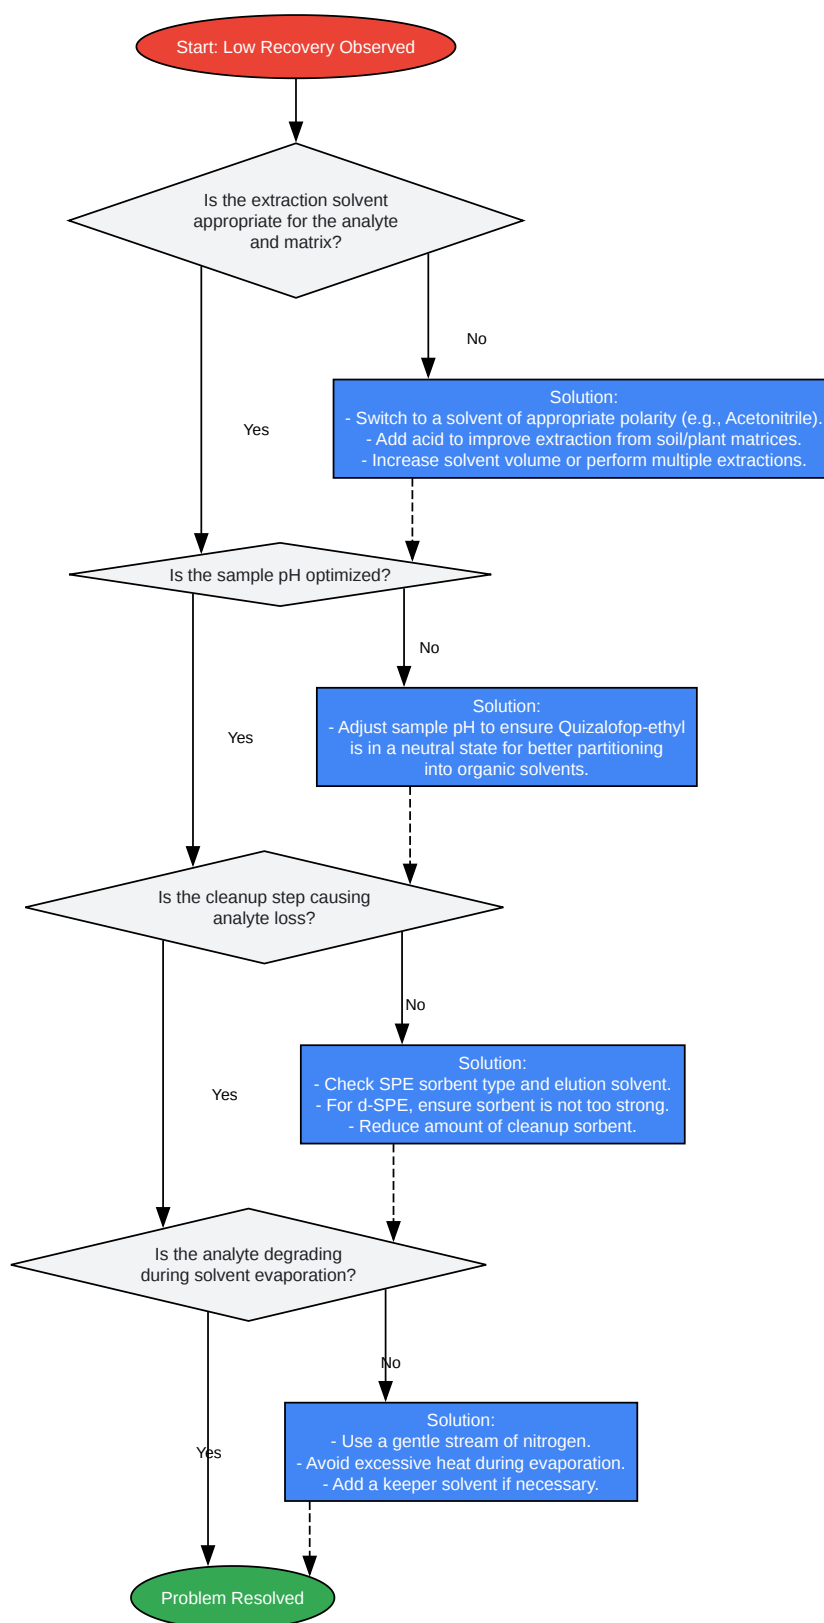 Start: Low Recovery Observed
Is the extraction solvent
appropriate for the analyte
and matrix?
No
Yes
Solution:
- Switch to a solvent of appropriate polarity (e.g., Acetonitrile).
- Add acid to improve extraction from soil/plant matrices.
- Increase solvent volume or perform multiple extractions.
Is the sample pH optimized?
No
Yes
Solution:
- Adjust sample pH to ensure Quizalofop-ethyl
is in a neutral state for better partitioning
into organic solvents.
Is the cleanup step causing
analyte loss?
No
Yes
Solution:
- Check SPE sorbent type and elution solvent.
- For d-SPE, ensure sorbent is not too strong.
- Reduce amount of cleanup sorbent.
Is the analyte degrading
during solvent evaporation?
No
Yes
Solution:
- Use a gentle stream of nitrogen.
- Avoid excessive heat during evaporation.
- Add a keeper solvent if necessary.
Problem Resolved